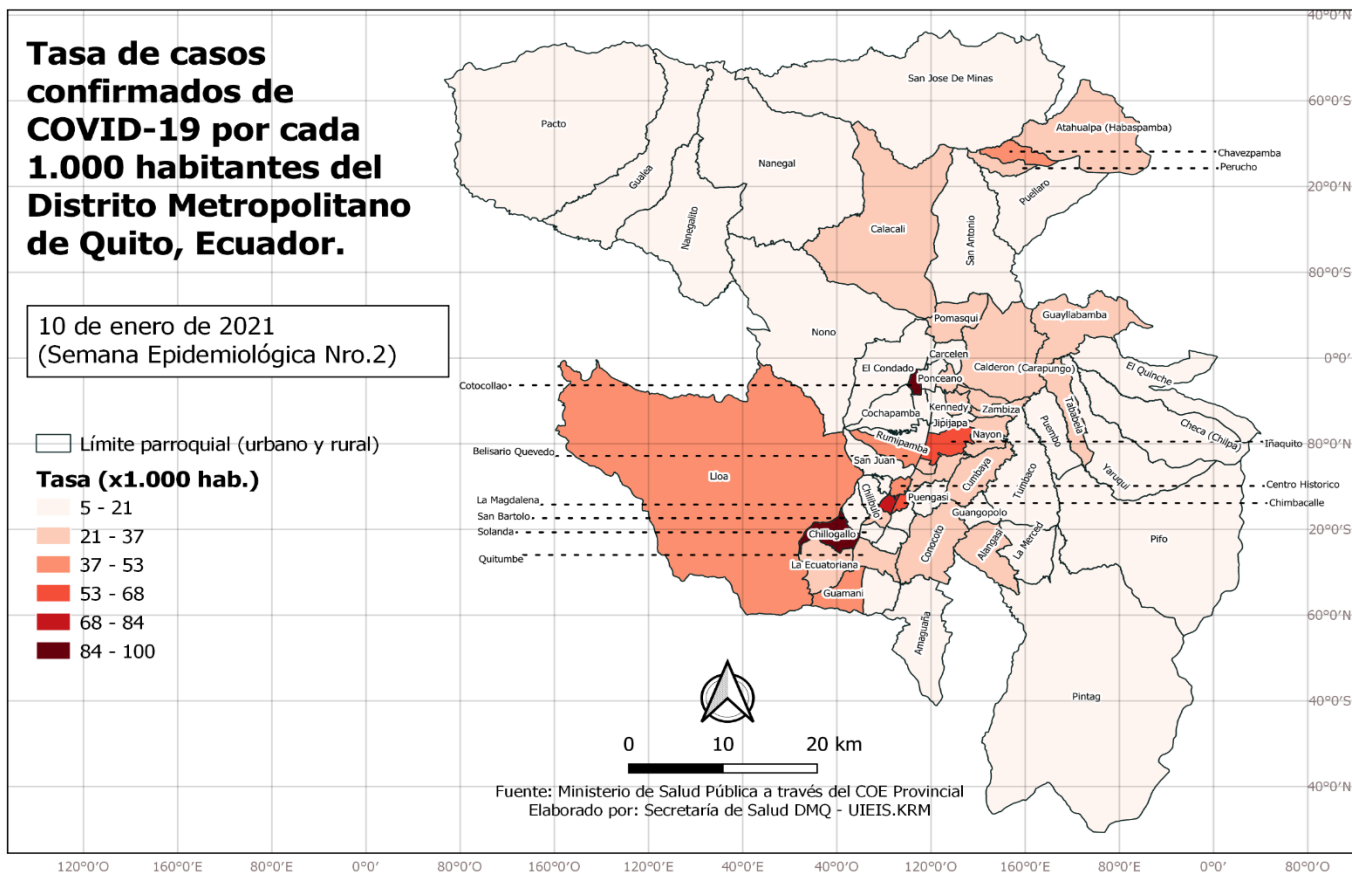 Tasa de casos
confirmados de
COVID-19 por cada
1.000 habitantes del
Distrito Metropolitano
de Quito, Ecuador.
10 de enero de 2021
(Semana Epidemiológica Nro.2)
Límite parroquial (urbano y rural)
Tasa (x1.000 hab.)
5 - 21
21 - 37
37 - 53
53 - 68
68 - 84
84 - 100
San Jose De Minas
Pacto
Atahualpa (Habaspamba)
Chavezpamba
Perucho
Nanegal
Gualea
Puellaro
Nanegalito
Calacali
San Antonio
Pomasqui
Guayllabamba
Nono
Carcelen
El Condado
Ponceano
Calderon (Carapungo)
El Quinche
Cotocollao
Cochapamba
Kennedy
Zambiza
Tababela
Jipijapa
Nayon
Puembo
Checa (Chilpa)
Iñaquito
Rumipamba
Belisario Quevedo
San Juan
Lloa
Cumbaya
Tumbaco
Yaruqui
Centro Historico
Chilibulo
Puengasi
La Magdalena
Chimbacalle
San Bartolo
Guangopolo
Solanda
Chillogallo
Conocoto
Alangasi
La Merced
Pifo
Quitumbe
La Ecuatoriana
Guamani
Amaguaña
Pintag
0 10 20 km
Fuente: Ministerio de Salud Pública a través del COE Provincial
Elaborado por: Secretaría de Salud DMQ - UIEIS.KRM
40°0'N
60°0'S
20°0'N
80°0'S
0°0'
80°0'N
20°0'S
60°0'N
40°0'S
40°0'N
120°0'O
160°0'O
80°0'O
0°0'
160°0'O
120°0'O
40°0'O
40°0'O
120°0'O
160°0'O
80°0'O
0°0'
80°0'O